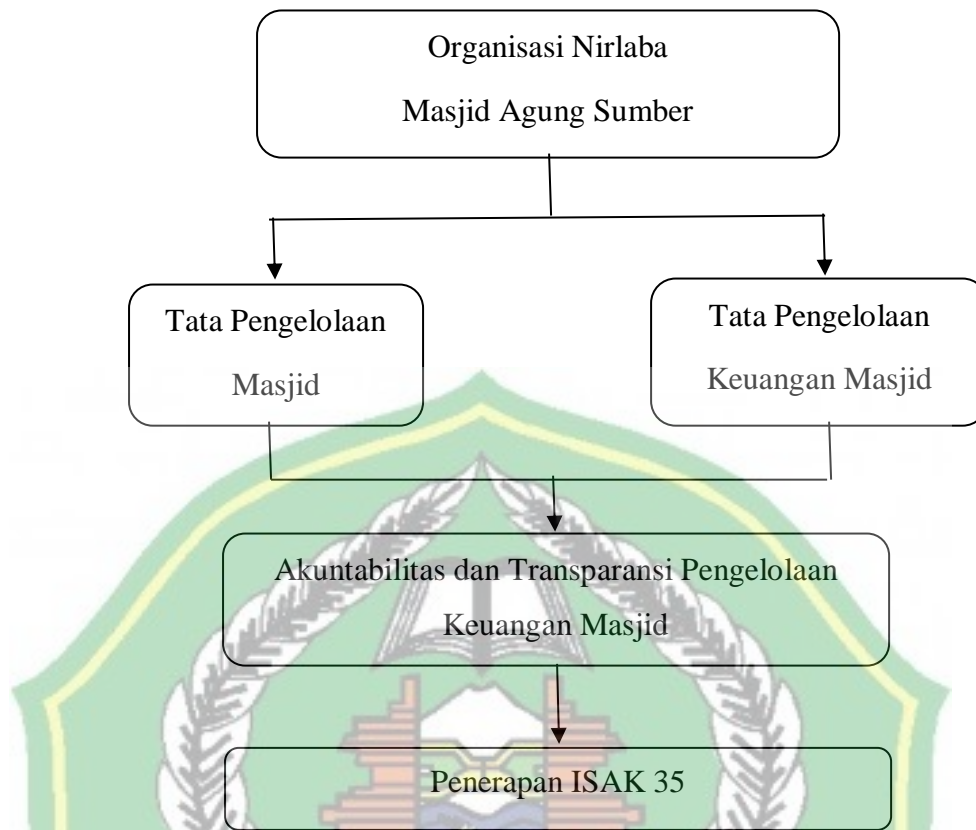 Organisasi Nirlaba
Masjid Agung Sumber
Tata Pengelolaan
Masjid
Tata Pengelolaan
Keuangan Masjid
Akuntabilitas dan Transparansi Pengelolaan
Keuangan Masjid
Penerapan ISAK 35